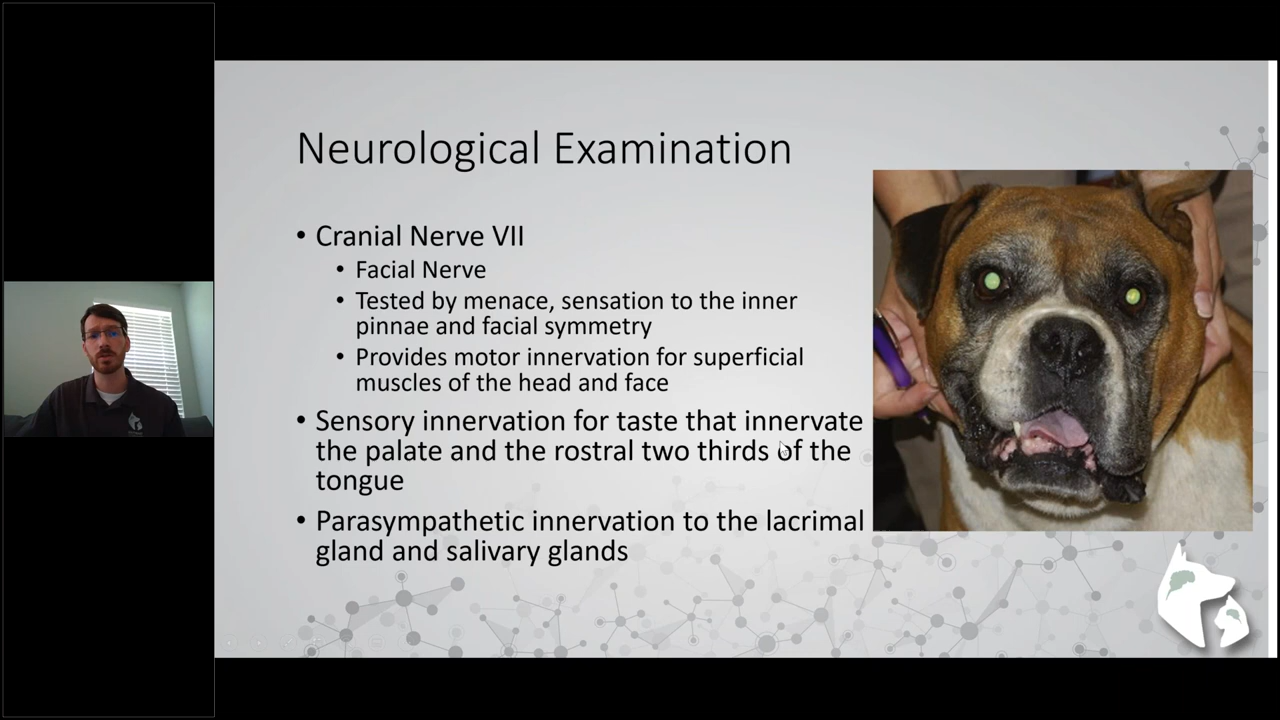 Neurological Examination
• Cranial Nerve VII
• Facial Nerve
• Tested by menace, sensation to the inner
pinnae and facial symmetry
• Provides motor innervation for superficial
muscles of the head and face
• Sensory innervation for taste that innervate
the palate and the rostral two thirds of the
tongue
• Parasympathetic innervation to the lacrimal
gland and salivary glands